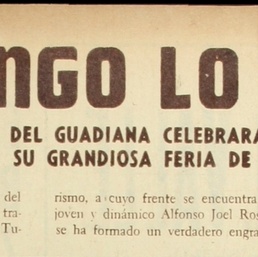 NGO LO
DEL GUADIANA CELEBRARA
SU GRANDIOSA FERIA DE
del
tra-
Tu-
rismo, a cuyo frente se encuentra
joven y dinámico Alfonso Joel Ros
se ha formado un verdadero engra